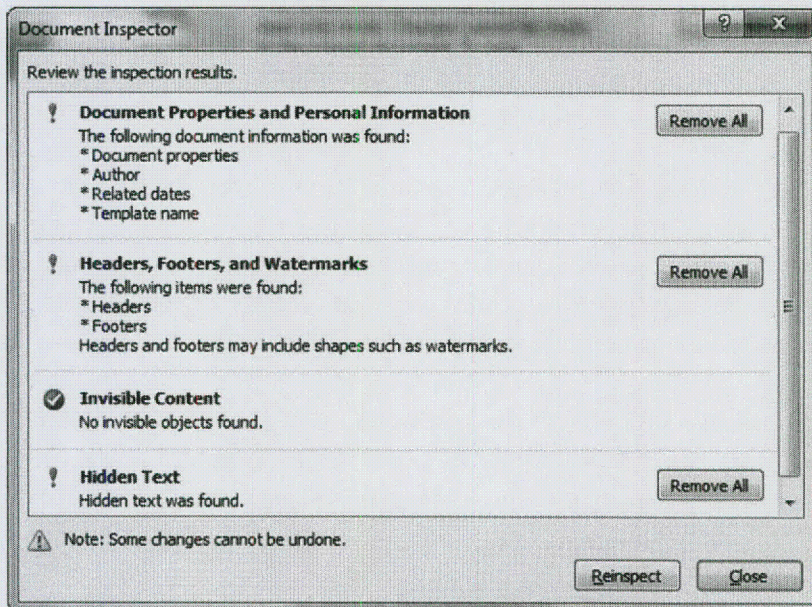 Document Inspector
Review the inspection results.
Document Properties and Personal Information
Remove All
The following document information was found:
* Document properties
* Author
* Related dates
* Template name
Headers, Footers, and Watermarks
Remove All
The following items were found:
* Headers
* Footers
Headers and footers may include shapes such as watermarks.
Invisible Content
No invisible objects found.
Hidden Text
Remove All
Hidden text was found.
Note: Some changes cannot be undone.
Reinspect
Close